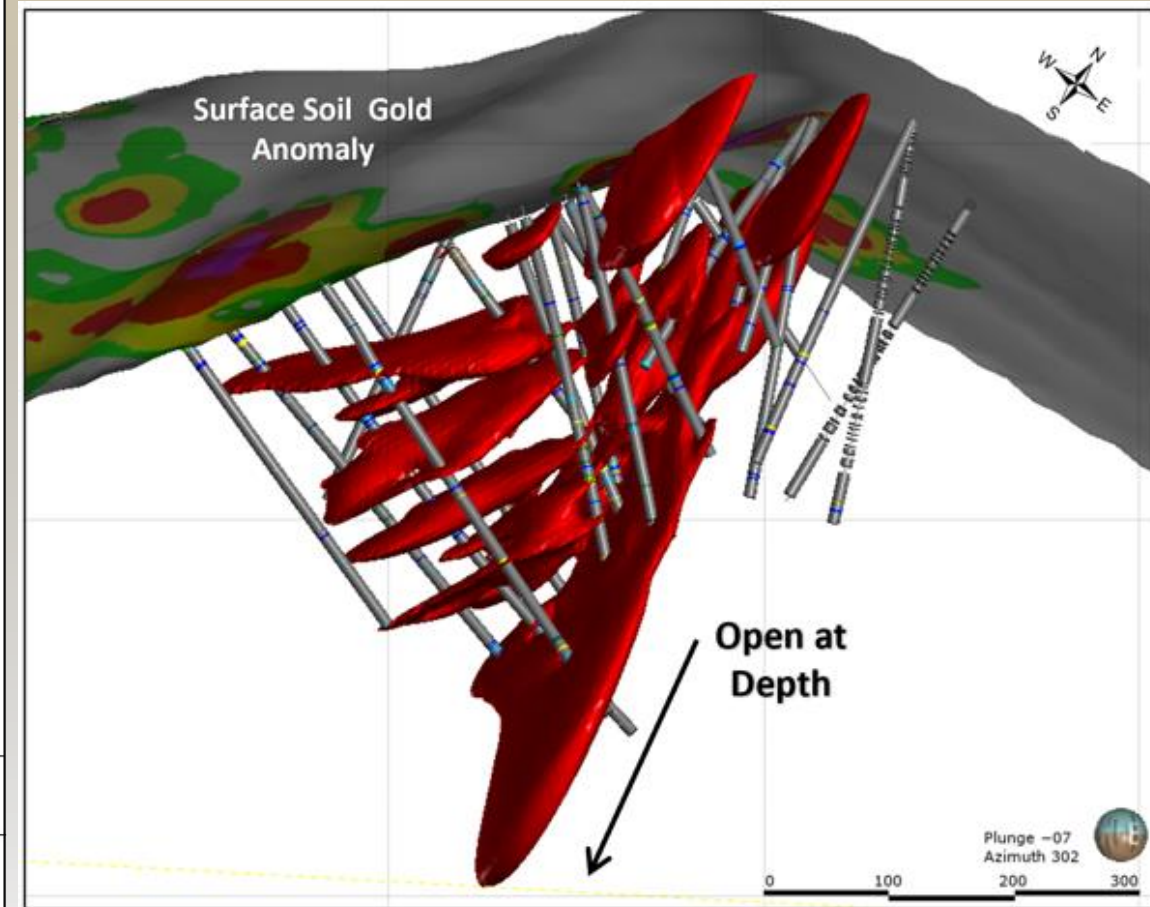 Surface Soil Gold
Anomaly
N
W
E
S
Open at
Depth
Plunge −07
Azimuth 302
E
0 100 200 300